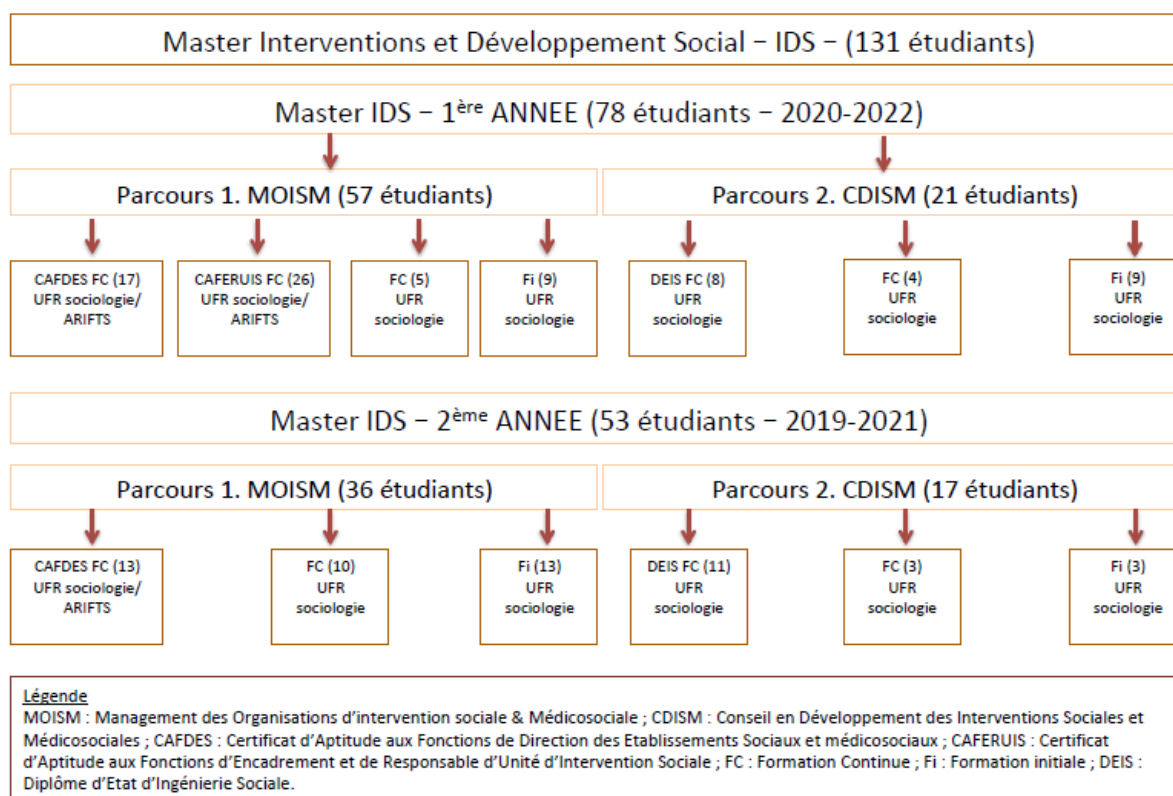 Master Interventions et Développement Social – IDS – (131 étudiants)
Master IDS – 1ère ANNEE (78 étudiants – 2020-2022)
Parcours 1. MOISM (57 étudiants)
Parcours 2. CDISM (21 étudiants)
CAFDES FC (17)
UFR sociologie/
ARIFTS
CAFERUIS FC (26)
UFR sociologie/
ARIFTS
FC (5)
UFR
sociologie
Fi (9)
UFR
sociologie
DEIS FC (8)
UFR
sociologie
FC (4)
UFR
sociologie
Fi (9)
UFR
sociologie
Master IDS – 2ème ANNEE (53 étudiants – 2019-2021)
Parcours 1. MOISM (36 étudiants)
Parcours 2. CDISM (17 étudiants)
CAFDES FC (13)
UFR sociologie/
ARIFTS
FC (10)
UFR
sociologie
Fi (13)
UFR
sociologie
DEIS FC (11)
UFR
sociologie
FC (3)
UFR
sociologie
Fi (3)
UFR
sociologie
Légende
MOISM : Management des Organisations d'intervention sociale & Médicosociale ; CDISM : Conseil en Développement des Interventions Sociales et
Médicosociales ; CAFDES : Certificat d'Aptitude aux Fonctions de Direction des Etablissements Sociaux et médicosociaux ; CAFERUIS : Certificat
d'Aptitude aux Fonctions d'Encadrement et de Responsable d'Unité d'Intervention Sociale ; FC : Formation Continue ; Fi : Formation initiale ; DEIS :
Diplôme d'Etat d'Ingénierie Sociale.